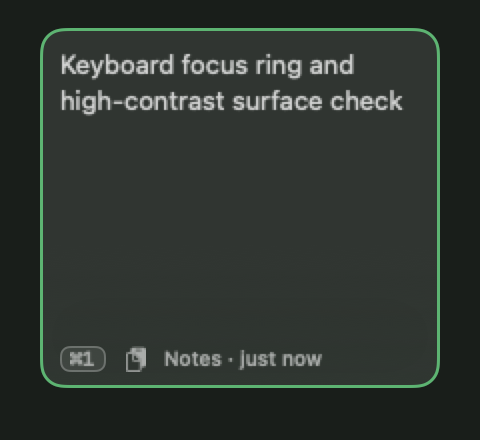 Keyboard focus ring and
high-contrast surface check
⌘1 Notes · just now